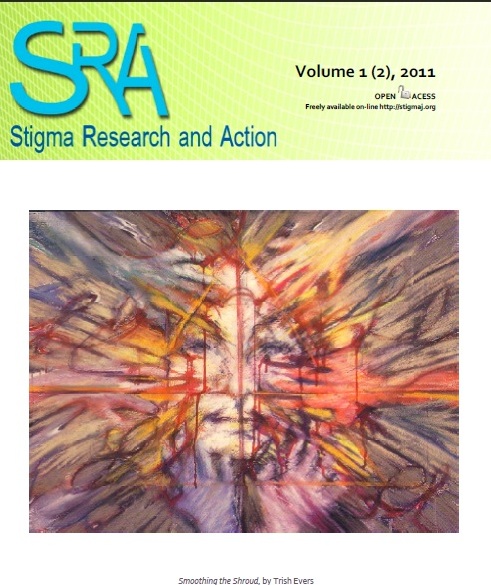 SRA
Stigma Research and Action
Volume 1 (2), 2011
OPEN ACESS
Freely available on-line http://stigmaj.org
Smoothing the Shroud, by Trish Evers